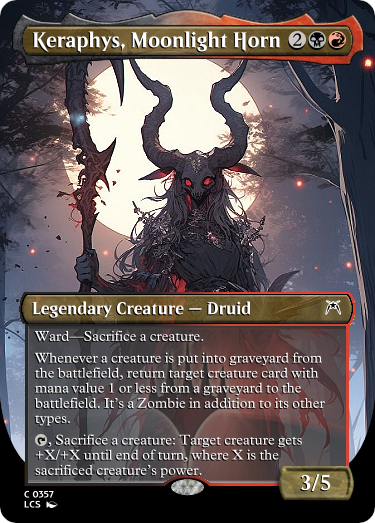 Keraphys, Moonlight Horn 2
Legendary Creature — Druid
Ward—Sacrifice a creature.
Whenever a creature is put into graveyard from
the battlefield, return target creature card with
mana value 1 or less from a graveyard to the
battlefield. It's a Zombie in addition to its other
types.
, Sacrifice a creature: Target creature gets
+X/+X until end of turn, where X is the
sacrificed creature's power.
3/5
C 0357
LCS